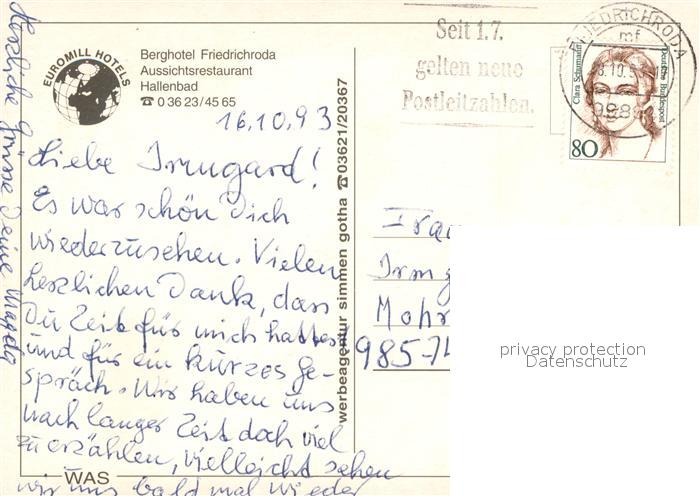 EUROMILL HOTELS
Berghotel Friedrichroda
Aussichtsrestaurant
Hallenbad
☎ 0 36 23/45 65
16.10.93
Liebe Irmgard!
Es war schön Dich
wiederzusehen. Vielen
herzlichen Dank, dass
Du Zeit für mich hattest
und für ein kurzes Ge-
spräch. Wir haben uns
nach langer Zeit doch viel
zu erzählen, vielleicht sehen
wir uns bald mal wieder
Herzliche Grüsse Deine Magda
WAS
werbeagentur simmen gotha ☎ 03621/20367
Seit 1.7.
gelten neue
Postleitzahlen.
FRIEDRICHRODA
mf
Clara Schumann
Deutsche Bundespost
80
Irm
Mohr
985
privacy protection
Datenschutz